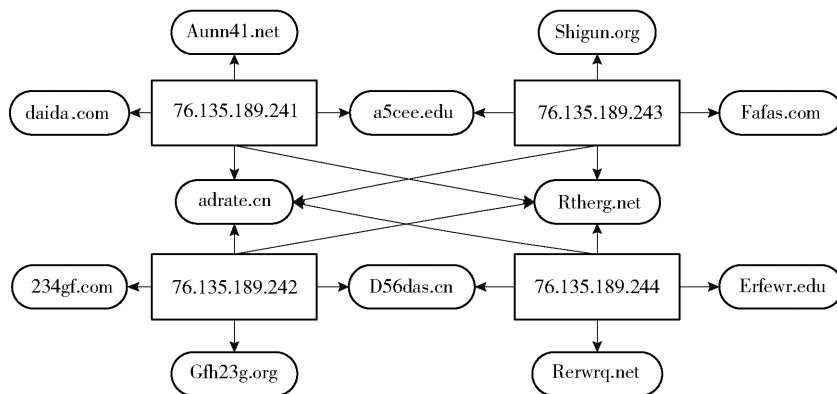 Aunn41.net
Shigun.org
daida.com
76.135.189.241
a5cee.edu
76.135.189.243
Fafas.com
adrate.cn
Rtherg.net
234gf.com
76.135.189.242
D56das.cn
76.135.189.244
Erfewr.edu
Gfh23g.org
Rerwrq.net